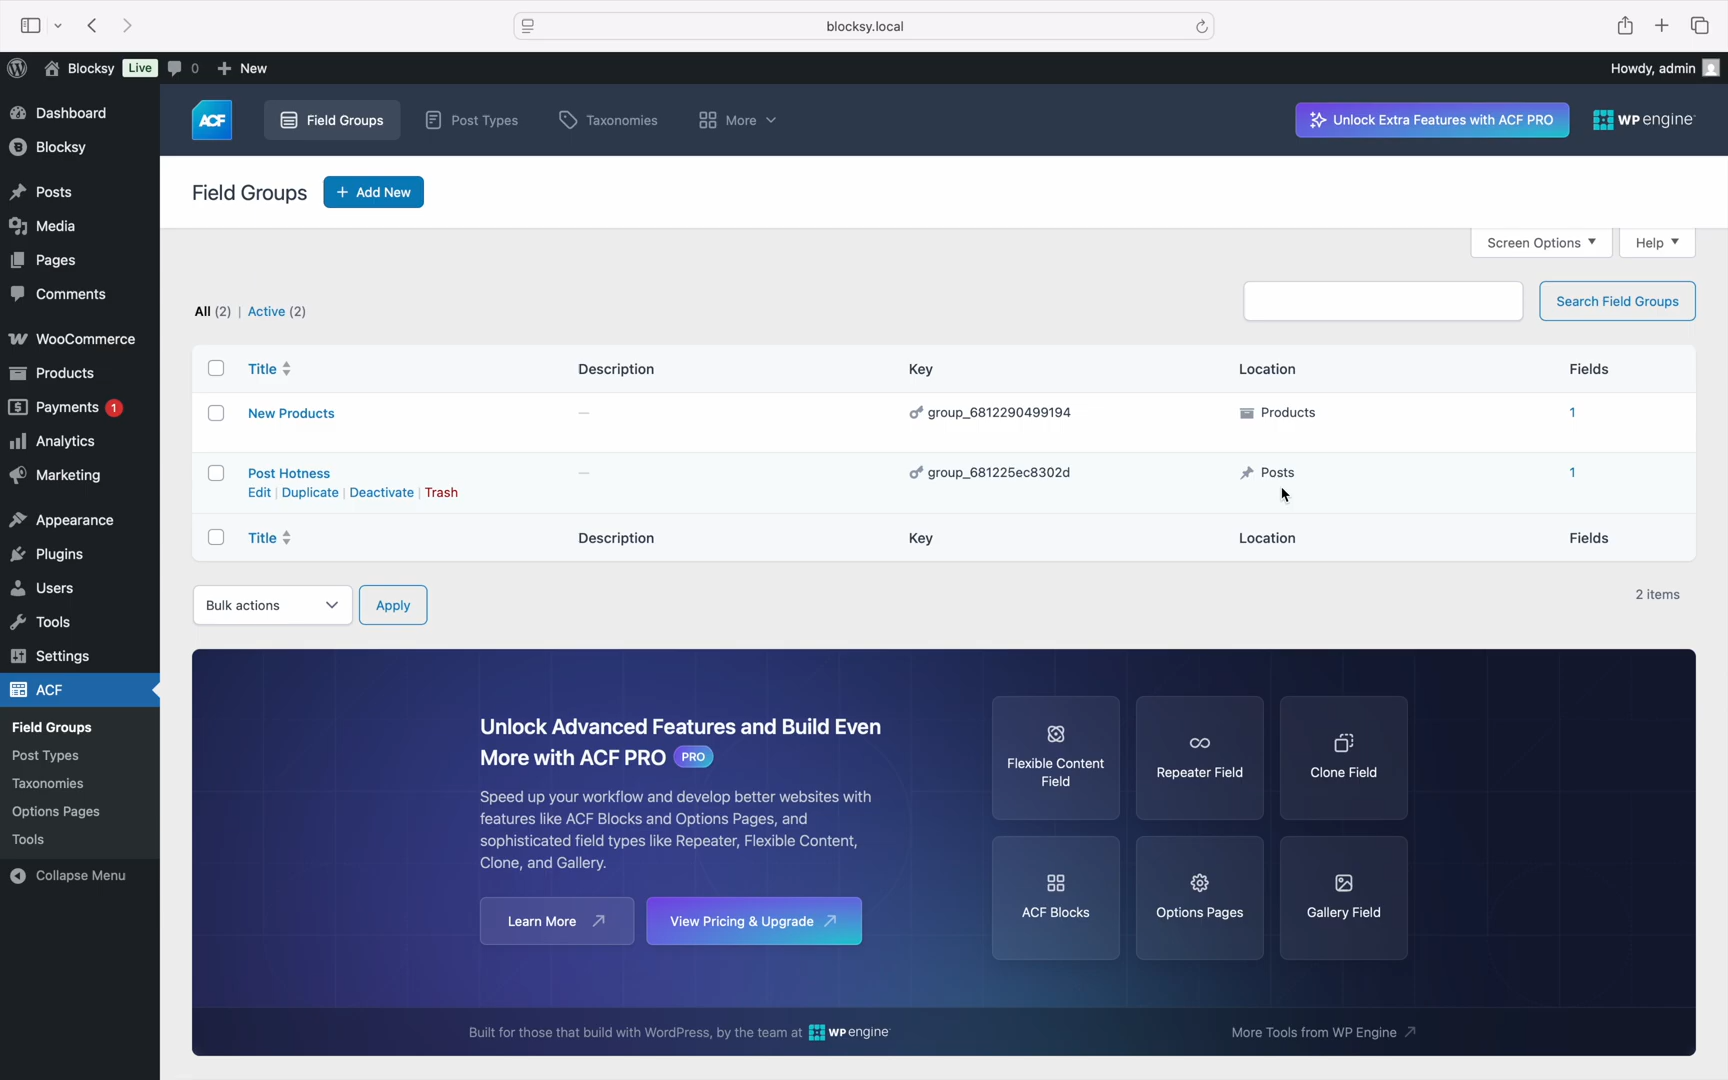 blocksy.local
Blocksy Live 0 New
Howdy, admin
Dashboard
Blocksy
Posts
Media
Pages
Comments
WooCommerce
Products
Payments 1
Analytics
Marketing
Appearance
Plugins
Users
Tools
Settings
ACF
Field Groups
Post Types
Taxonomies
Options Pages
Tools
Collapse Menu
ACF Field Groups Post Types Taxonomies More
Unlock Extra Features with ACF PRO WP engine
Field Groups + Add New
Screen Options Help
All (2) | Active (2)
Search Field Groups
Title Description Key Location Fields
New Products — group_6812290499194 Products 1
Post Hotness — group_681225ec8302d Posts 1
Edit | Duplicate | Deactivate | Trash
Title Description Key Location Fields
Bulk actions Apply
2 items
Unlock Advanced Features and Build Even
More with ACF PRO PRO
Speed up your workflow and develop better websites with
features like ACF Blocks and Options Pages, and
sophisticated field types like Repeater, Flexible Content,
Clone, and Gallery.
Learn More View Pricing & Upgrade
Flexible Content
Field
Repeater Field
Clone Field
ACF Blocks
Options Pages
Gallery Field
Built for those that build with WordPress, by the team at WP engine
More Tools from WP Engine